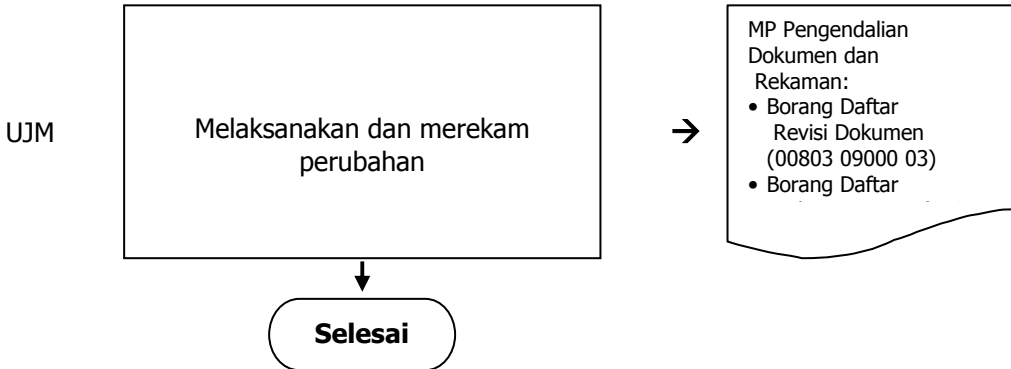 UJM
Melaksanakan dan merekam
perubahan
→
MP Pengendalian
Dokumen dan
Rekaman:
• Borang Daftar
Revisi Dokumen
(00803 09000 03)
• Borang Daftar
Selesai